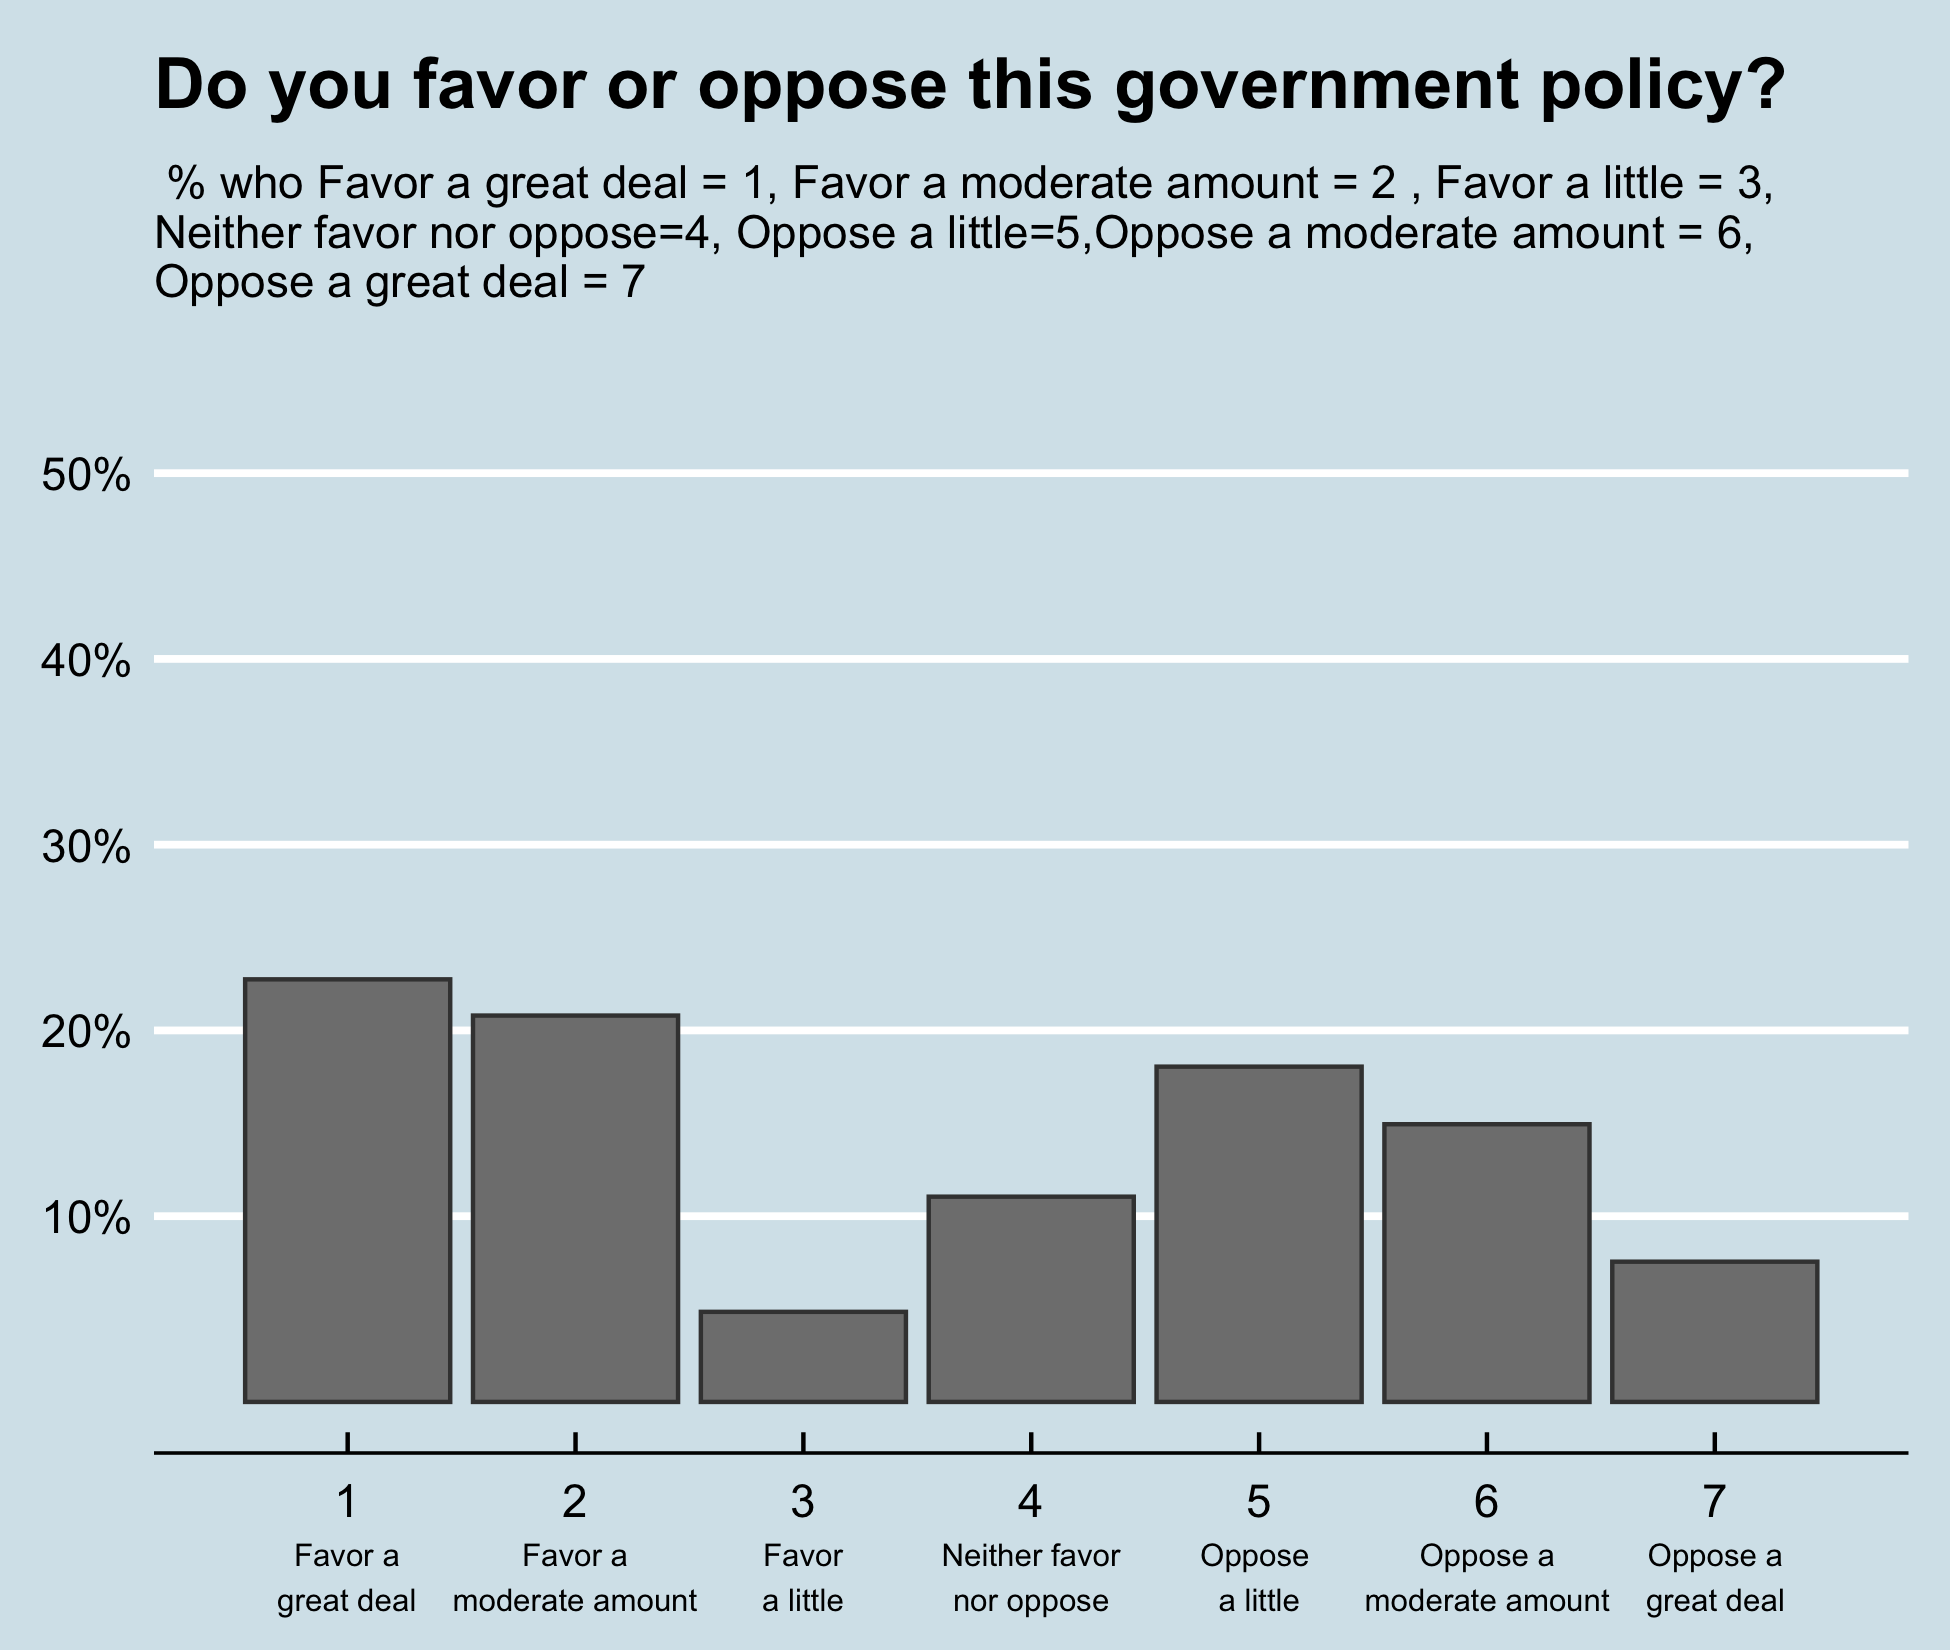 Do you favor or oppose this government policy?
% who Favor a great deal = 1, Favor a moderate amount = 2 , Favor a little = 3,
Neither favor nor oppose=4, Oppose a little=5,Oppose a moderate amount = 6,
Oppose a great deal = 7
50%
40%
30%
20%
10%
1 2 3 4 5 6 7
Favor a Favor a Favor Neither favor Oppose Oppose a Oppose a
great deal moderate amount a little nor oppose a little moderate amount great deal